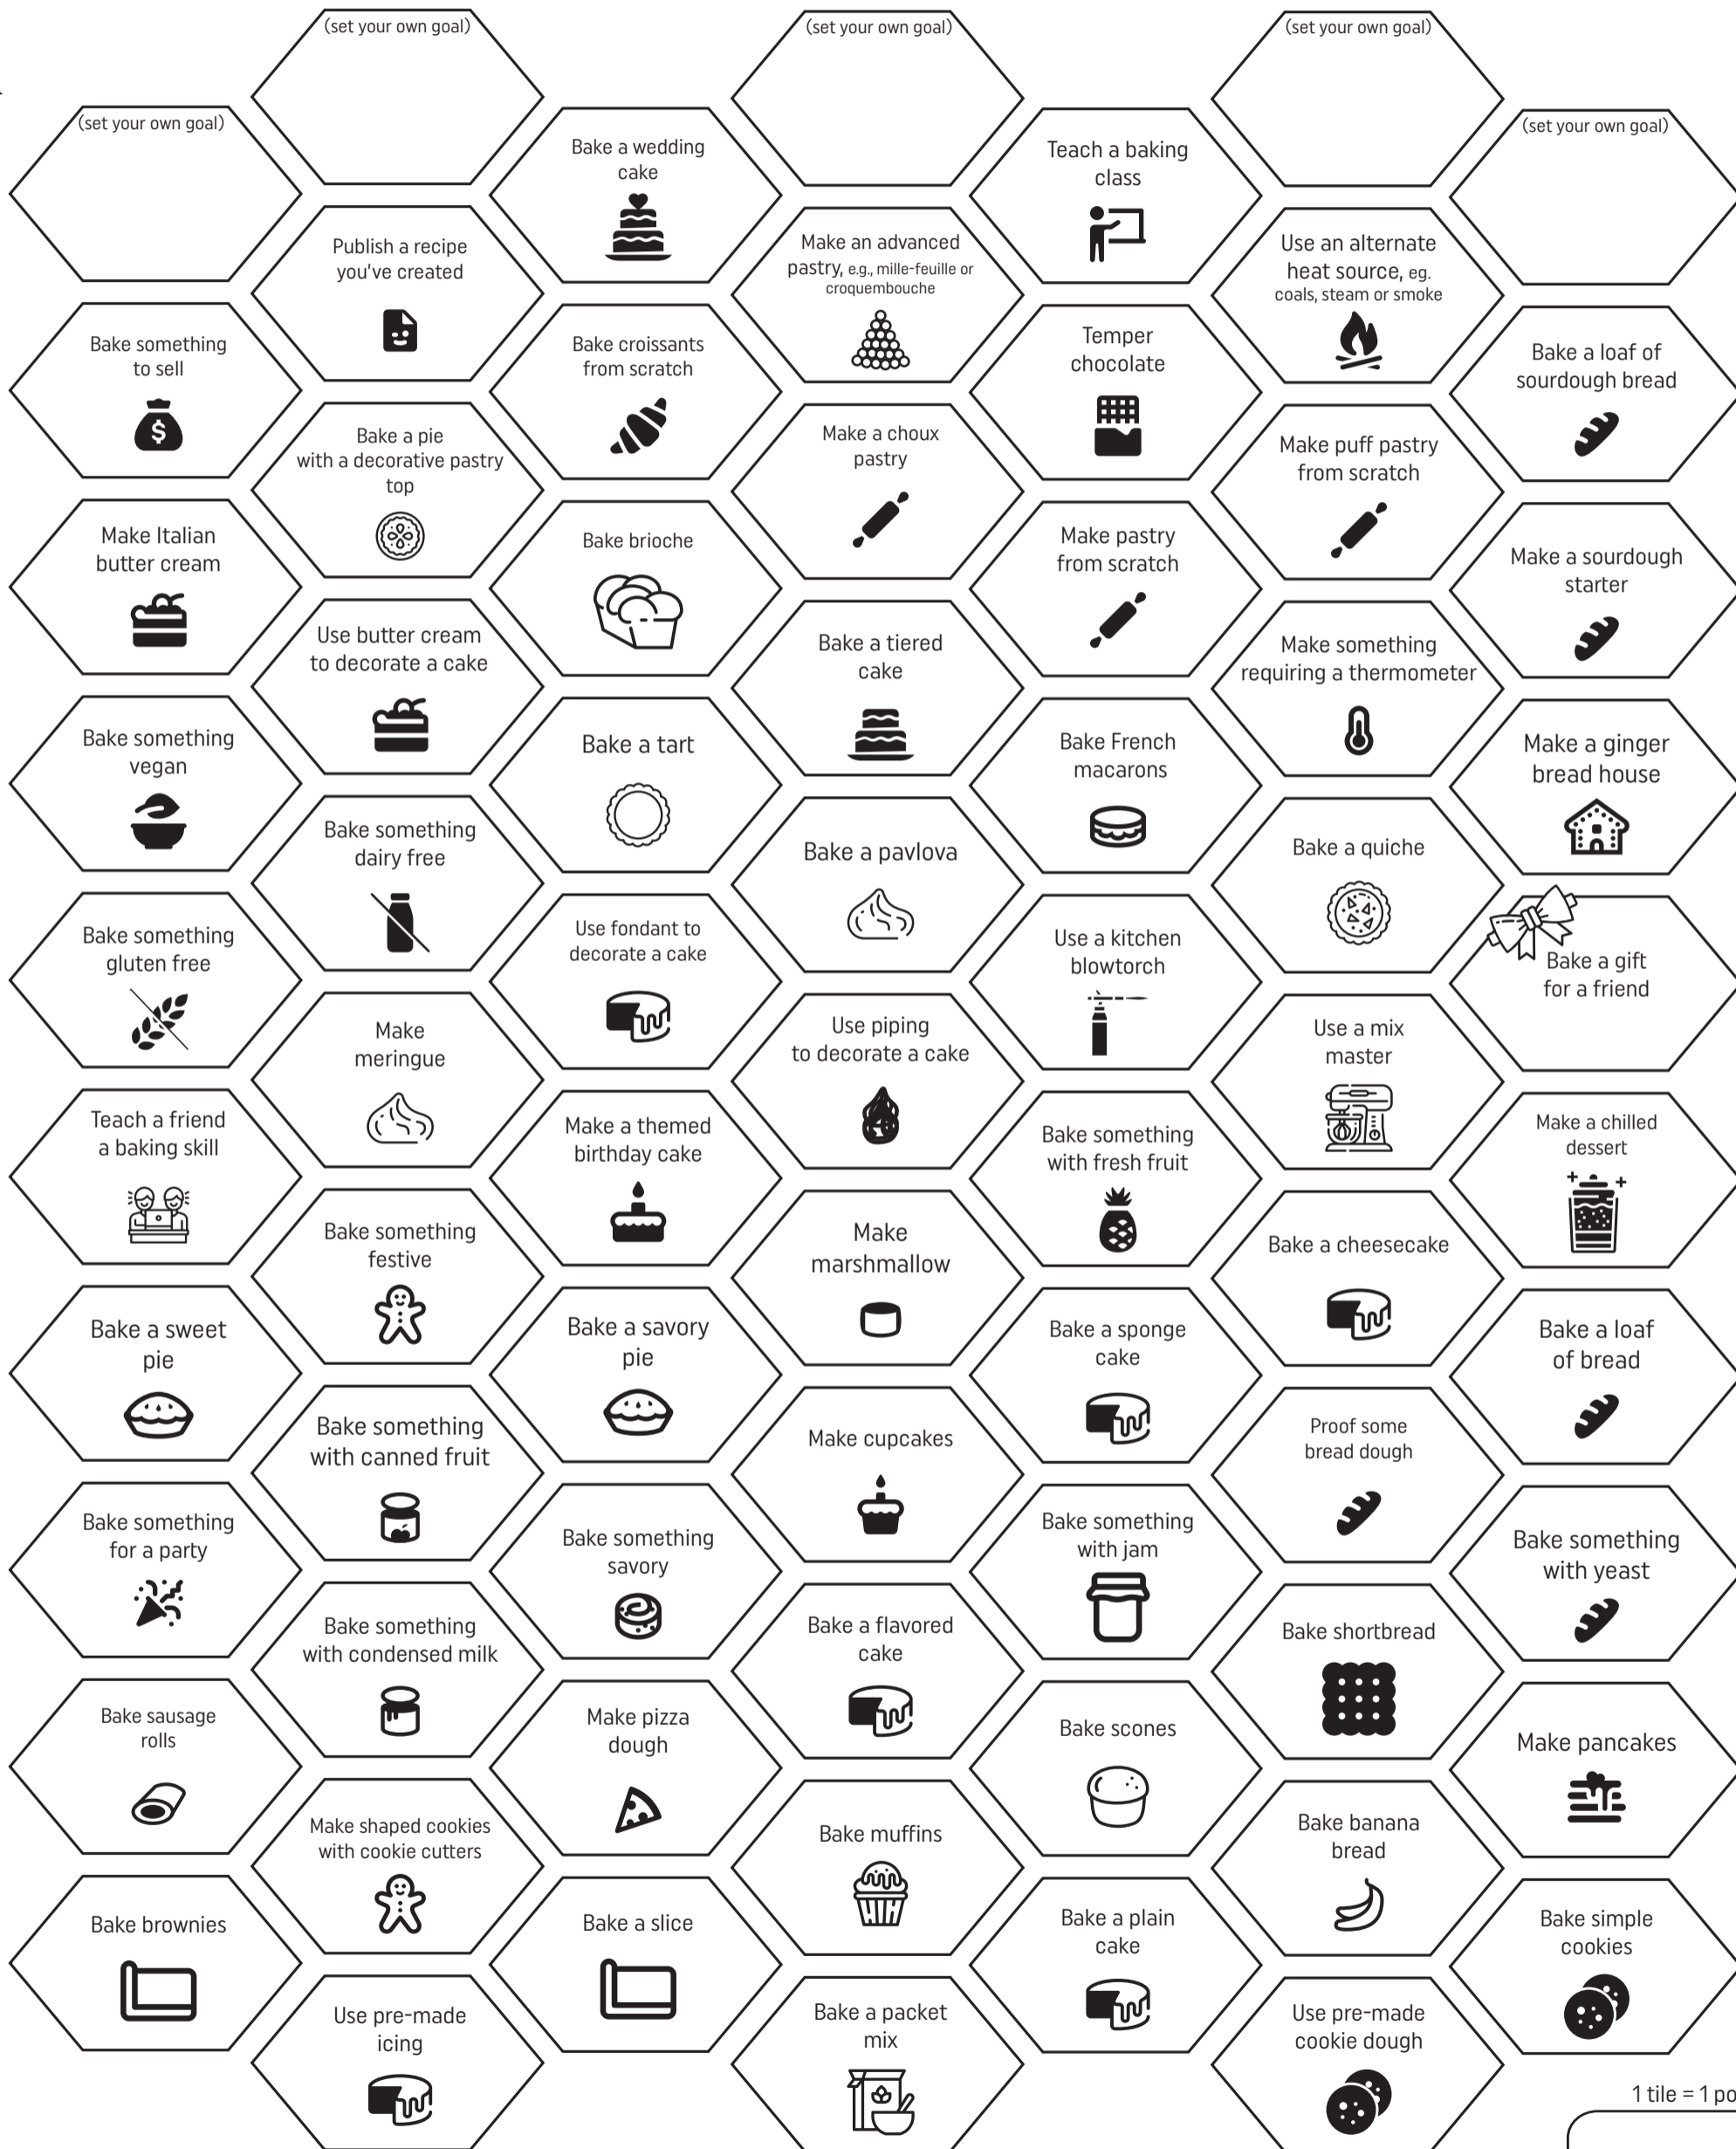 (set your own goal)
(set your own goal)
(set your own goal)
(set your own goal)
(set your own goal)
Bake a wedding
cake
Teach a baking
class
Publish a recipe
you've created
Make an advanced
pastry, e.g., mille-feuille or
croquembouche
Use an alternate
heat source, eg.
coals, steam or smoke
Bake something
to sell
$
Bake croissants
from scratch
Temper
chocolate
Bake a loaf of
sourdough bread
Bake a pie
with a decorative pastry
top
Make a choux
pastry
Make puff pastry
from scratch
Make Italian
butter cream
Bake brioche
Make pastry
from scratch
Make a sourdough
starter
Use butter cream
to decorate a cake
Bake a tiered
cake
Make something
requiring a thermometer
Bake something
vegan
Bake a tart
Bake French
macarons
Make a ginger
bread house
Bake something
dairy free
Bake a pavlova
Bake a quiche
Bake something
gluten free
Use fondant to
decorate a cake
Use a kitchen
blowtorch
Bake a gift
for a friend
Make
meringue
Use piping
to decorate a cake
Use a mix
master
Teach a friend
a baking skill
Make a themed
birthday cake
Bake something
with fresh fruit
Make a chilled
dessert
Bake something
festive
Make
marshmallow
Bake a cheesecake
Bake a sweet
pie
Bake a savory
pie
Bake a sponge
cake
Bake a loaf
of bread
Bake something
with canned fruit
Make cupcakes
Proof some
bread dough
Bake something
for a party
Bake something
savory
Bake something
with jam
Bake something
with yeast
Bake something
with condensed milk
Bake a flavored
cake
Bake shortbread
Bake sausage
rolls
Make pizza
dough
Bake scones
Make pancakes
Make shaped cookies
with cookie cutters
Bake muffins
Bake banana
bread
Bake brownies
Bake a slice
Bake a plain
cake
Bake simple
cookies
Use pre-made
icing
Bake a packet
mix
Use pre-made
cookie dough
1 tile = 1 po